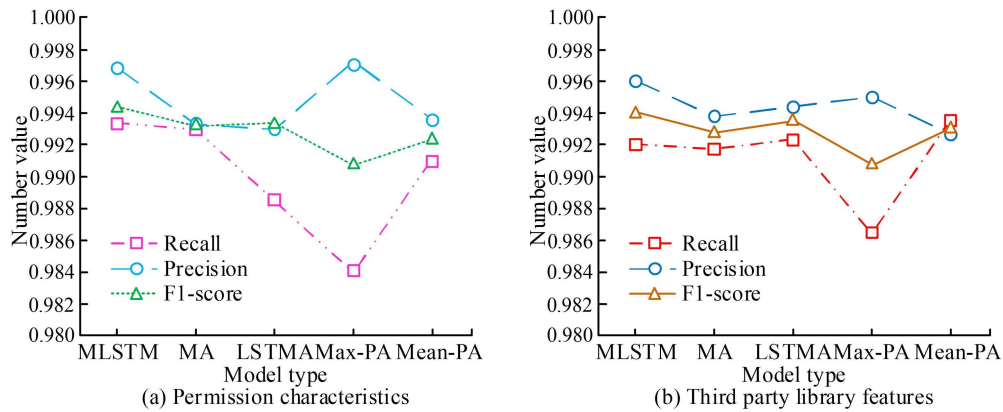 1.000
0.998
0.996
0.994
0.992
0.990
0.988
0.986
0.984
0.982
0.980
Number value
Recall
Precision
F1-score
MLSTM MA LSTMA Max-PA Mean-PA
Model type
(a) Permission characteristics
1.000
0.998
0.996
0.994
0.992
0.990
0.988
0.986
0.984
0.982
0.980
Number value
Recall
Precision
F1-score
MLSTM MA LSTMA Max-PA Mean-PA
Model type
(b) Third party library features